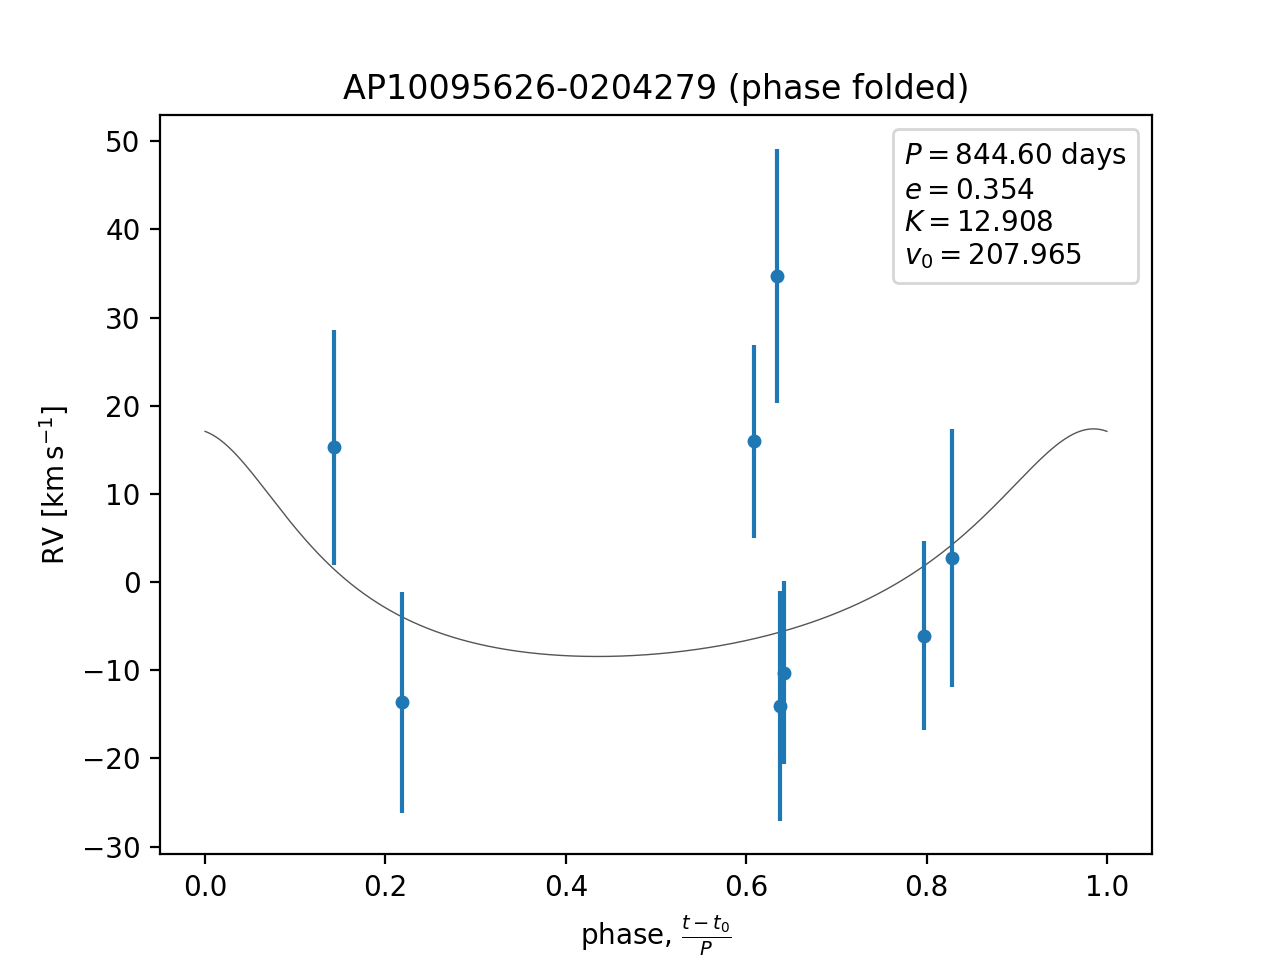 AP10095626-0204279 (phase folded)
P = 844.60 days
e = 0.354
K = 12.908
v₀ = 207.965
50
40
30
20
10
0
−10
−20
−30
RV [km s⁻¹]
0.0 0.2 0.4 0.6 0.8 1.0
phase, (t − t₀)/P